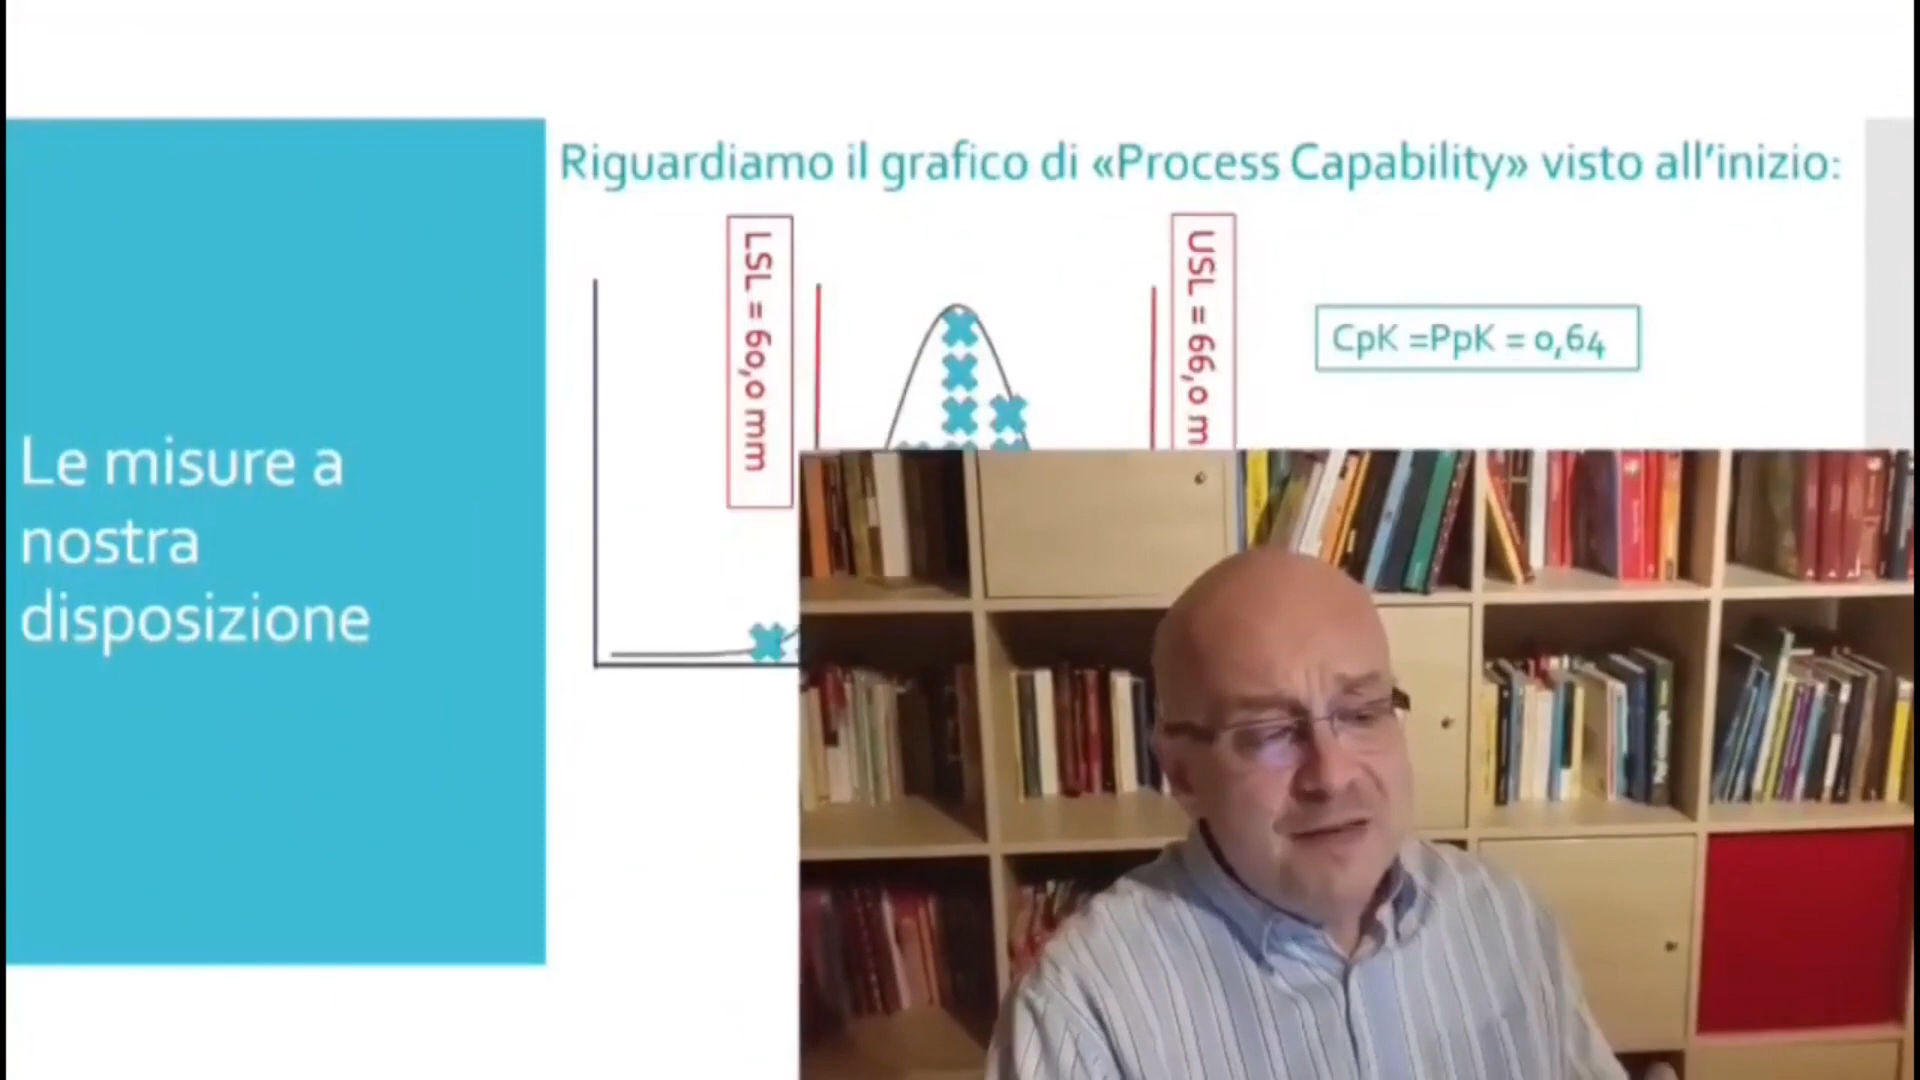 Riguardiamo il grafico di «Process Capability» visto all'inizio:
LSL = 60,0 mm
USL = 66,0 m
CpK =PpK = 0,64
Le misure a
nostra
disposizione